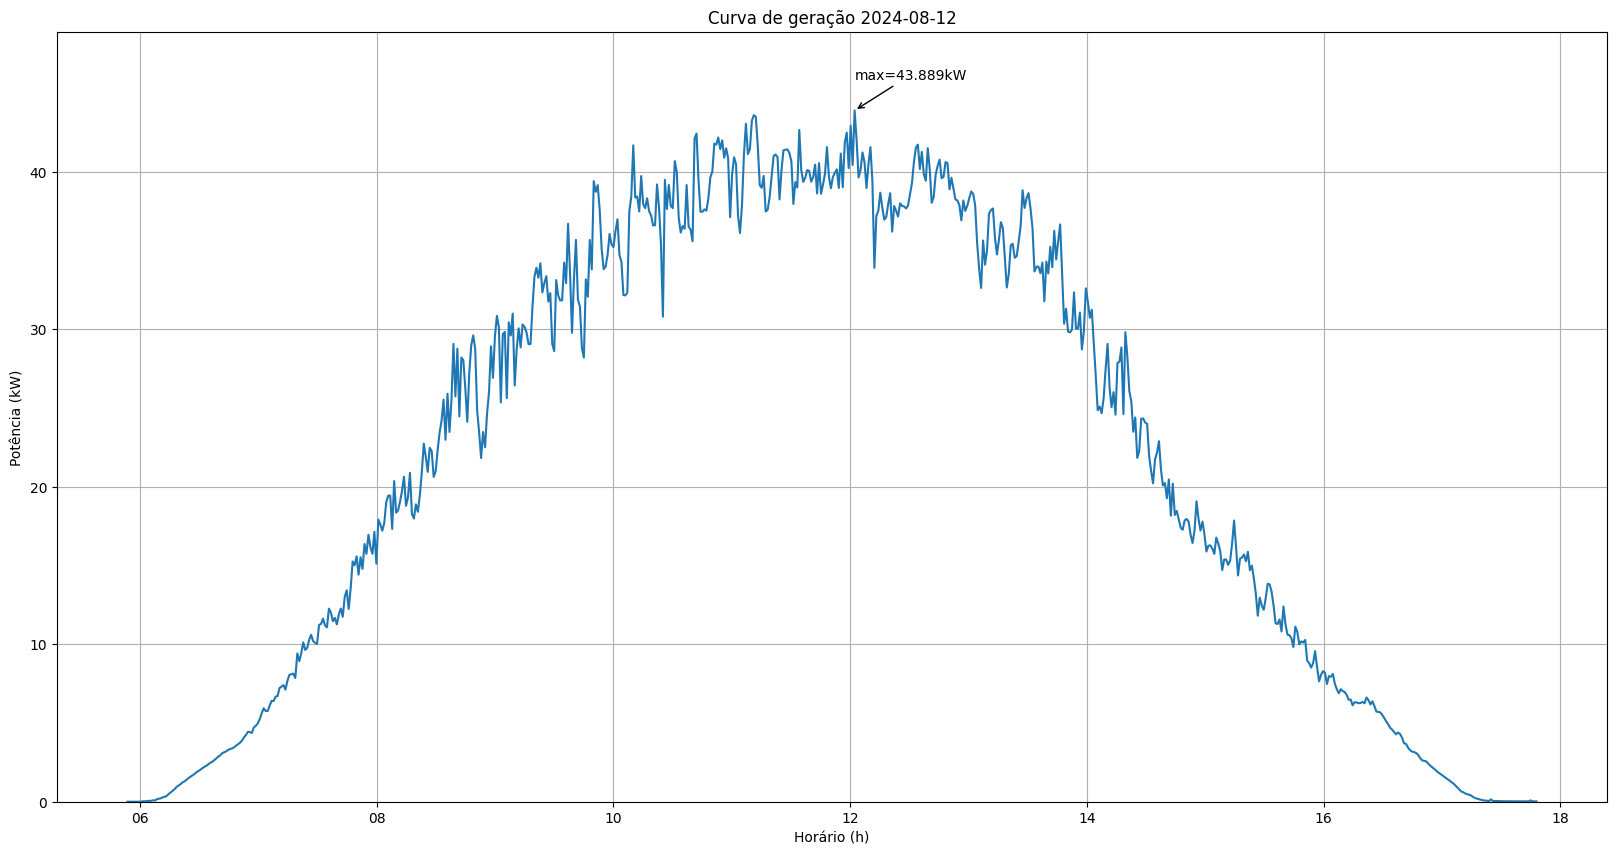 Curva de geração 2024-08-12
max=43.889kW
Potência (kW)
40
30
20
10
0
06 08 10 12 14 16 18
Horário (h)